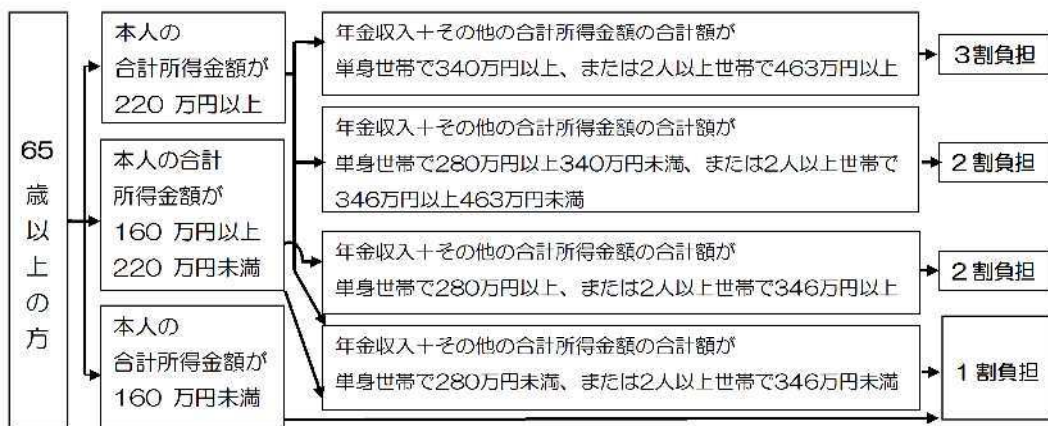 65
歳
以
上
の
方
本人の
合計所得金額が
220 万円以上
本人の合計
所得金額が
160 万円以上
220 万円未満
本人の
合計所得金額が
160 万円未満
年金収入+その他の合計所得金額の合計額が
単身世帯で340万円以上、または2人以上世帯で463万円以上
3割負担
年金収入+その他の合計所得金額の合計額が
単身世帯で280万円以上340万円未満、または2人以上世帯で
346万円以上463万円未満
2割負担
年金収入+その他の合計所得金額の合計額が
単身世帯で280万円以上、または2人以上世帯で346万円以上
2割負担
年金収入+その他の合計所得金額の合計額が
単身世帯で280万円未満、または2人以上世帯で346万円未満
1割負担